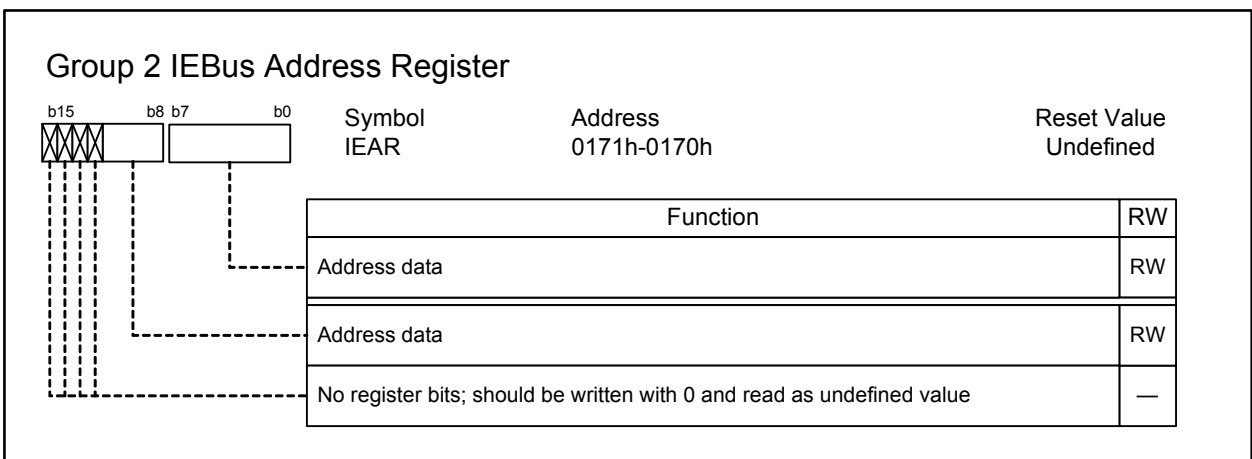 Group 2 IEBus Address Register
b15 b8 b7 b0
Symbol Address Reset Value
IEAR 0171h-0170h Undefined
Function RW
Address data RW
Address data RW
No register bits; should be written with 0 and read as undefined value —